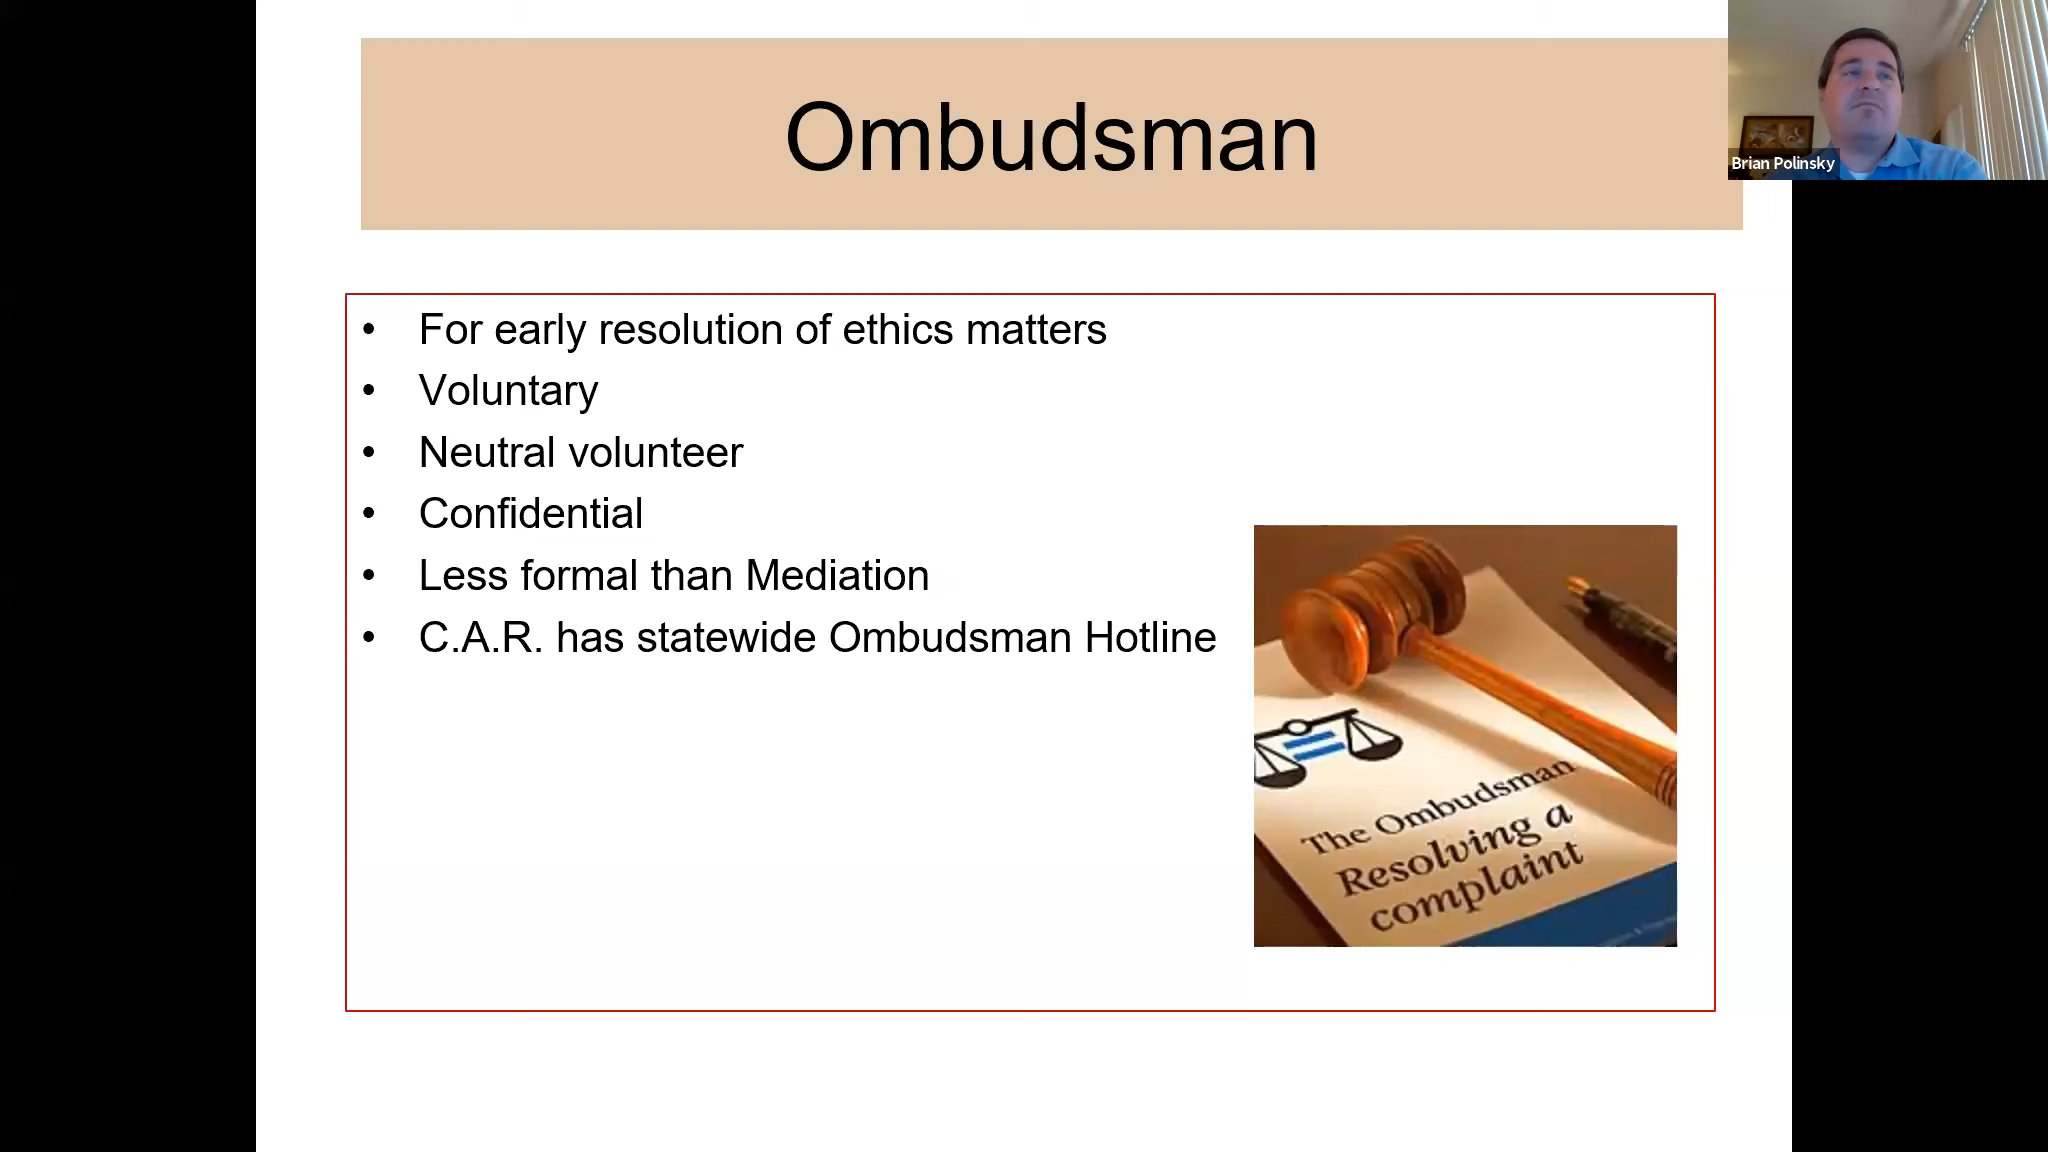 Ombudsman
Brian Polinsky
• For early resolution of ethics matters
• Voluntary
• Neutral volunteer
• Confidential
• Less formal than Mediation
• C.A.R. has statewide Ombudsman Hotline
The Ombudsman
Resolving a
complaint